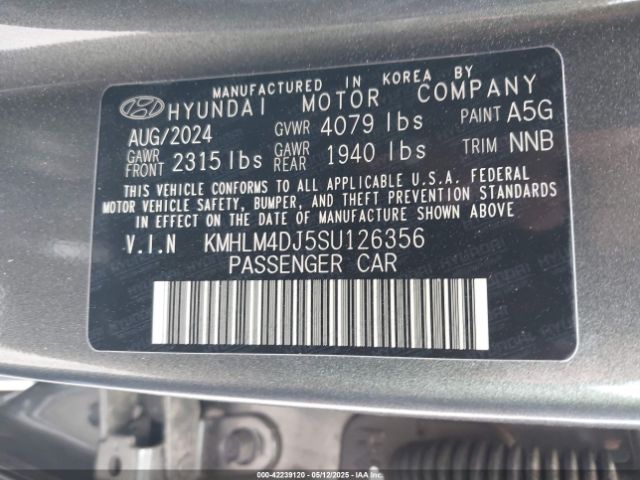 MANUFACTURED IN KOREA BY
HYUNDAI MOTOR COMPANY
AUG/2024 GVWR 4079 lbs PAINT A5G
GAWR FRONT 2315 lbs GAWR REAR 1940 lbs TRIM NNB
THIS VEHICLE CONFORMS TO ALL APPLICABLE U.S.A. FEDERAL
MOTOR VEHICLE SAFETY, BUMPER, AND THEFT PREVENTION STANDARDS
IN EFFECT ON THE DATE OF MANUFACTURE SHOWN ABOVE.
V.I.N KMHLM4DJ5SU126356
PASSENGER CAR
000-42239120 - 05/12/2025 - IAAI.COM